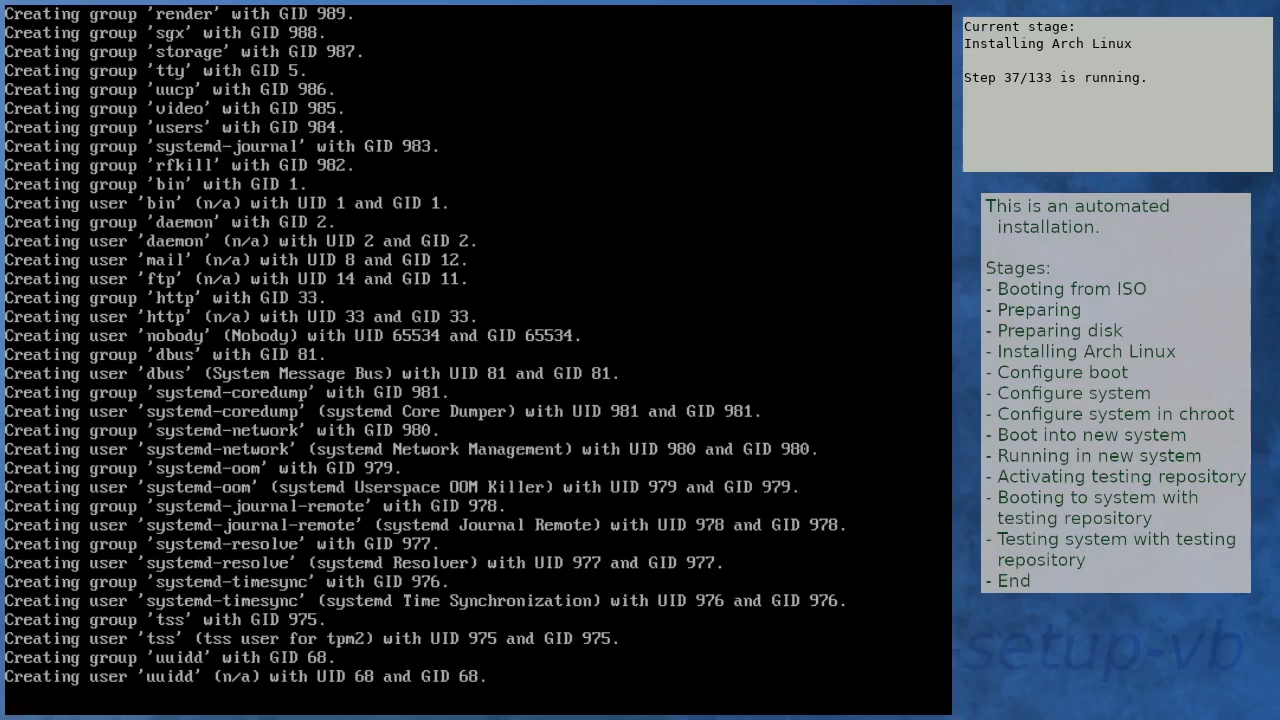 Creating group 'render' with GID 989.
Creating group 'sgx' with GID 988.
Creating group 'storage' with GID 987.
Creating group 'tty' with GID 5.
Creating group 'uucp' with GID 986.
Creating group 'video' with GID 985.
Creating group 'users' with GID 984.
Creating group 'systemd-journal' with GID 983.
Creating group 'rfkill' with GID 982.
Creating group 'bin' with GID 1.
Creating user 'bin' (n/a) with UID 1 and GID 1.
Creating group 'daemon' with GID 2.
Creating user 'daemon' (n/a) with UID 2 and GID 2.
Creating user 'mail' (n/a) with UID 8 and GID 12.
Creating user 'ftp' (n/a) with UID 14 and GID 11.
Creating group 'http' with GID 33.
Creating user 'http' (n/a) with UID 33 and GID 33.
Creating user 'nobody' (Nobody) with UID 65534 and GID 65534.
Creating group 'dbus' with GID 81.
Creating user 'dbus' (System Message Bus) with UID 81 and GID 81.
Creating group 'systemd-coredump' with GID 981.
Creating user 'systemd-coredump' (systemd Core Dumper) with UID 981 and GID 981.
Creating group 'systemd-network' with GID 980.
Creating user 'systemd-network' (systemd Network Management) with UID 980 and GID 980.
Creating group 'systemd-oom' with GID 979.
Creating user 'systemd-oom' (systemd Userspace OOM Killer) with UID 979 and GID 979.
Creating group 'systemd-journal-remote' with GID 978.
Creating user 'systemd-journal-remote' (systemd Journal Remote) with UID 978 and GID 978.
Creating group 'systemd-resolve' with GID 977.
Creating user 'systemd-resolve' (systemd Resolver) with UID 977 and GID 977.
Creating group 'systemd-timesync' with GID 976.
Creating user 'systemd-timesync' (systemd Time Synchronization) with UID 976 and GID 976.
Creating group 'tss' with GID 975.
Creating user 'tss' (tss user for tpm2) with UID 975 and GID 975.
Creating group 'uuidd' with GID 68.
Creating user 'uuidd' (n/a) with UID 68 and GID 68.
Current stage:
Installing Arch Linux
Step 37/133 is running.
This is an automated
installation.
Stages:
- Booting from ISO
- Preparing
- Preparing disk
- Installing Arch Linux
- Configure boot
- Configure system
- Configure system in chroot
- Boot into new system
- Running in new system
- Activating testing repository
- Booting to system with
testing repository
- Testing system with testing
repository
- End
-setup-vb